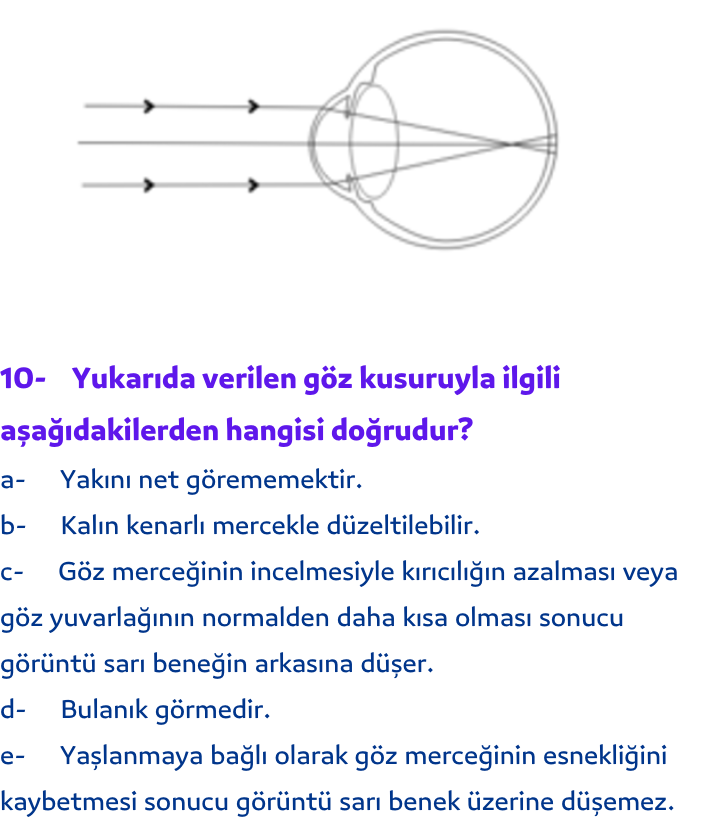 10- Yukarıda verilen göz kusuruyla ilgili
aşağıdakilerden hangisi doğrudur?
a- Yakını net görememektir.
b- Kalın kenarlı mercekle düzeltilebilir.
c- Göz merceğinin incelmesiyle kırıcılığın azalması veya
göz yuvarlağının normalden daha kısa olması sonucu
görüntü sarı beneğin arkasına düşer.
d- Bulanık görmedir.
e- Yaşlanmaya bağlı olarak göz merceğinin esnekliğini
kaybetmesi sonucu görüntü sarı benek üzerine düşemez.